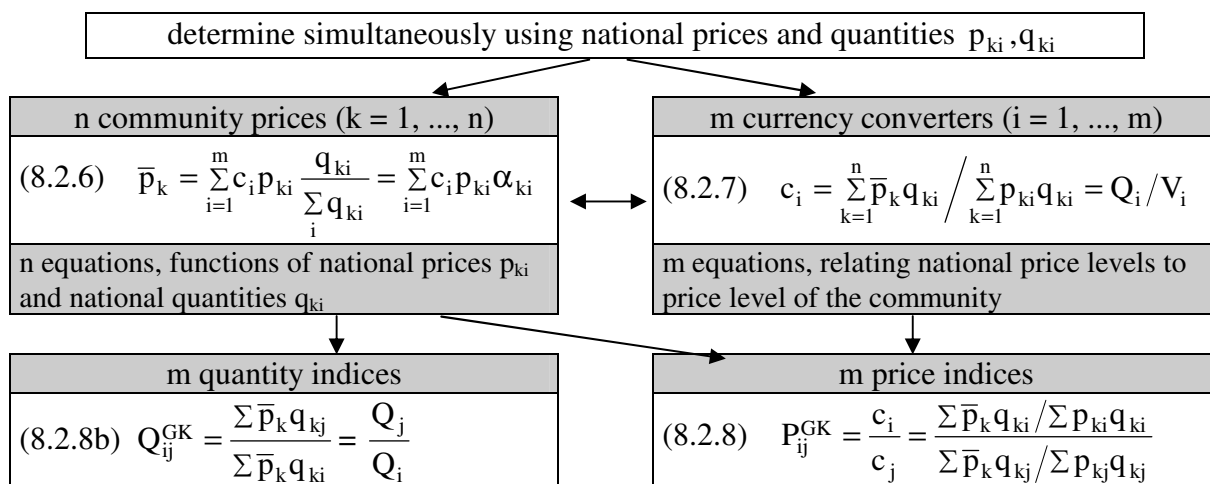 determine simultaneously using national prices and quantities p_ki, q_ki
n community prices (k = 1, ..., n)
(8.2.6) p̄_k = Σ_{i=1}^{m} c_i p_ki q_ki / Σ_i q_ki = Σ_{i=1}^{m} c_i p_ki α_ki
n equations, functions of national prices p_ki
and national quantities q_ki
m currency converters (i = 1, ..., m)
(8.2.7) c_i = Σ_{k=1}^{n} p̄_k q_ki / Σ_{k=1}^{n} p_ki q_ki = Q_i/V_i
m equations, relating national price levels to
price level of the community
m quantity indices
(8.2.8b) Q_ij^GK = Σ p̄_k q_kj / Σ p̄_k q_ki = Q_j / Q_i
m price indices
(8.2.8) P_ij^GK = c_i / c_j = (Σ p̄_k q_ki / Σ p_ki q_ki) / (Σ p̄_k q_kj / Σ p_kj q_kj)